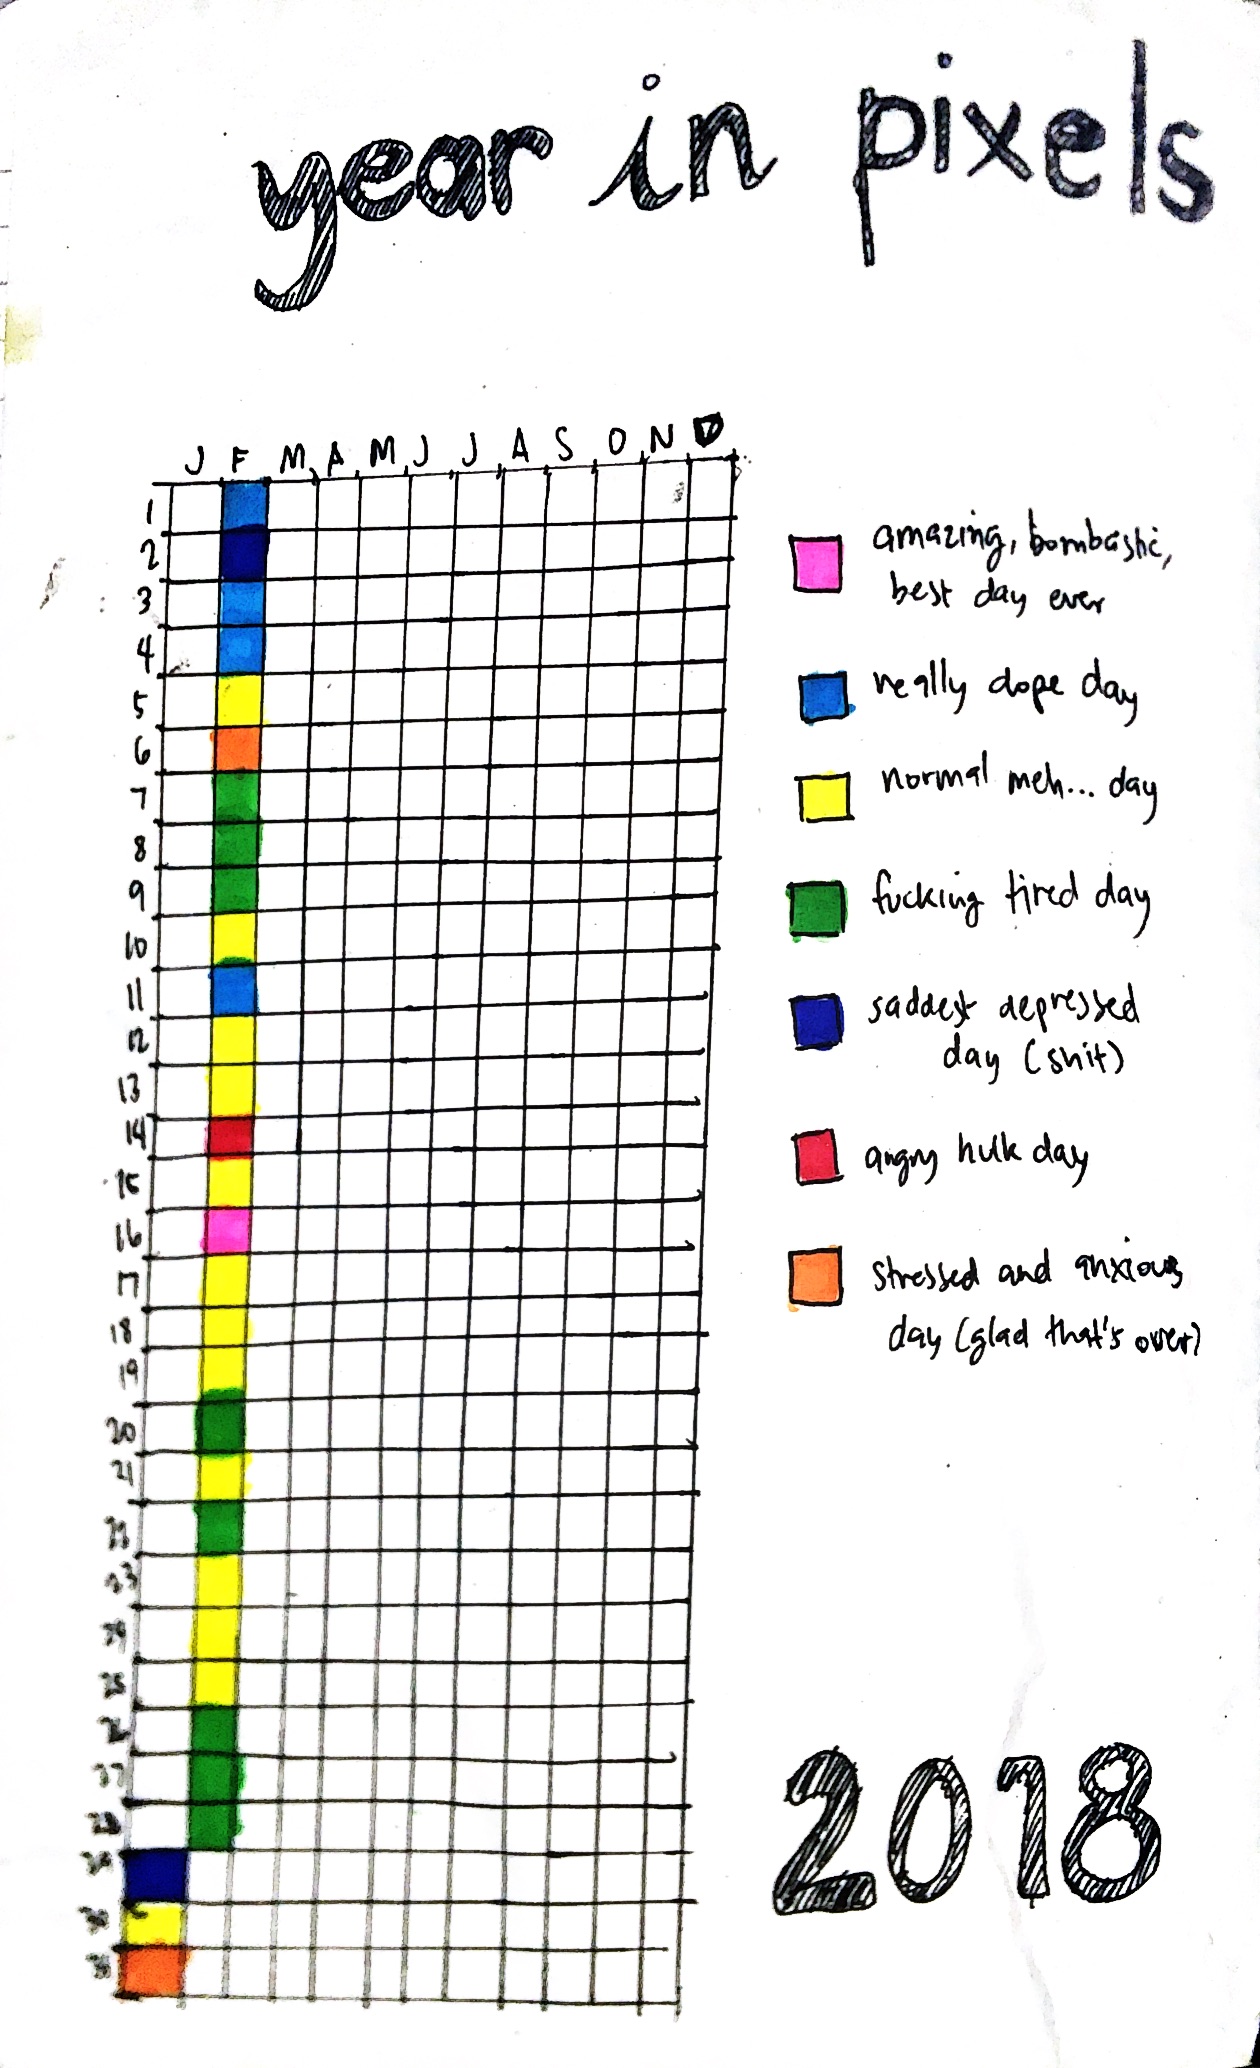 year in pixels
J F M A M J J A S O N D
1
2
3
4
5
6
7
8
9
10
11
12
13
14
15
16
17
18
19
20
21
22
23
24
25
26
27
28
29
30
31
amazing, bombastic,
best day ever
really dope day
normal meh... day
fucking tired day
saddest depressed
day (shit)
angry hulk day
stressed and anxious
day (glad that's over)
2018